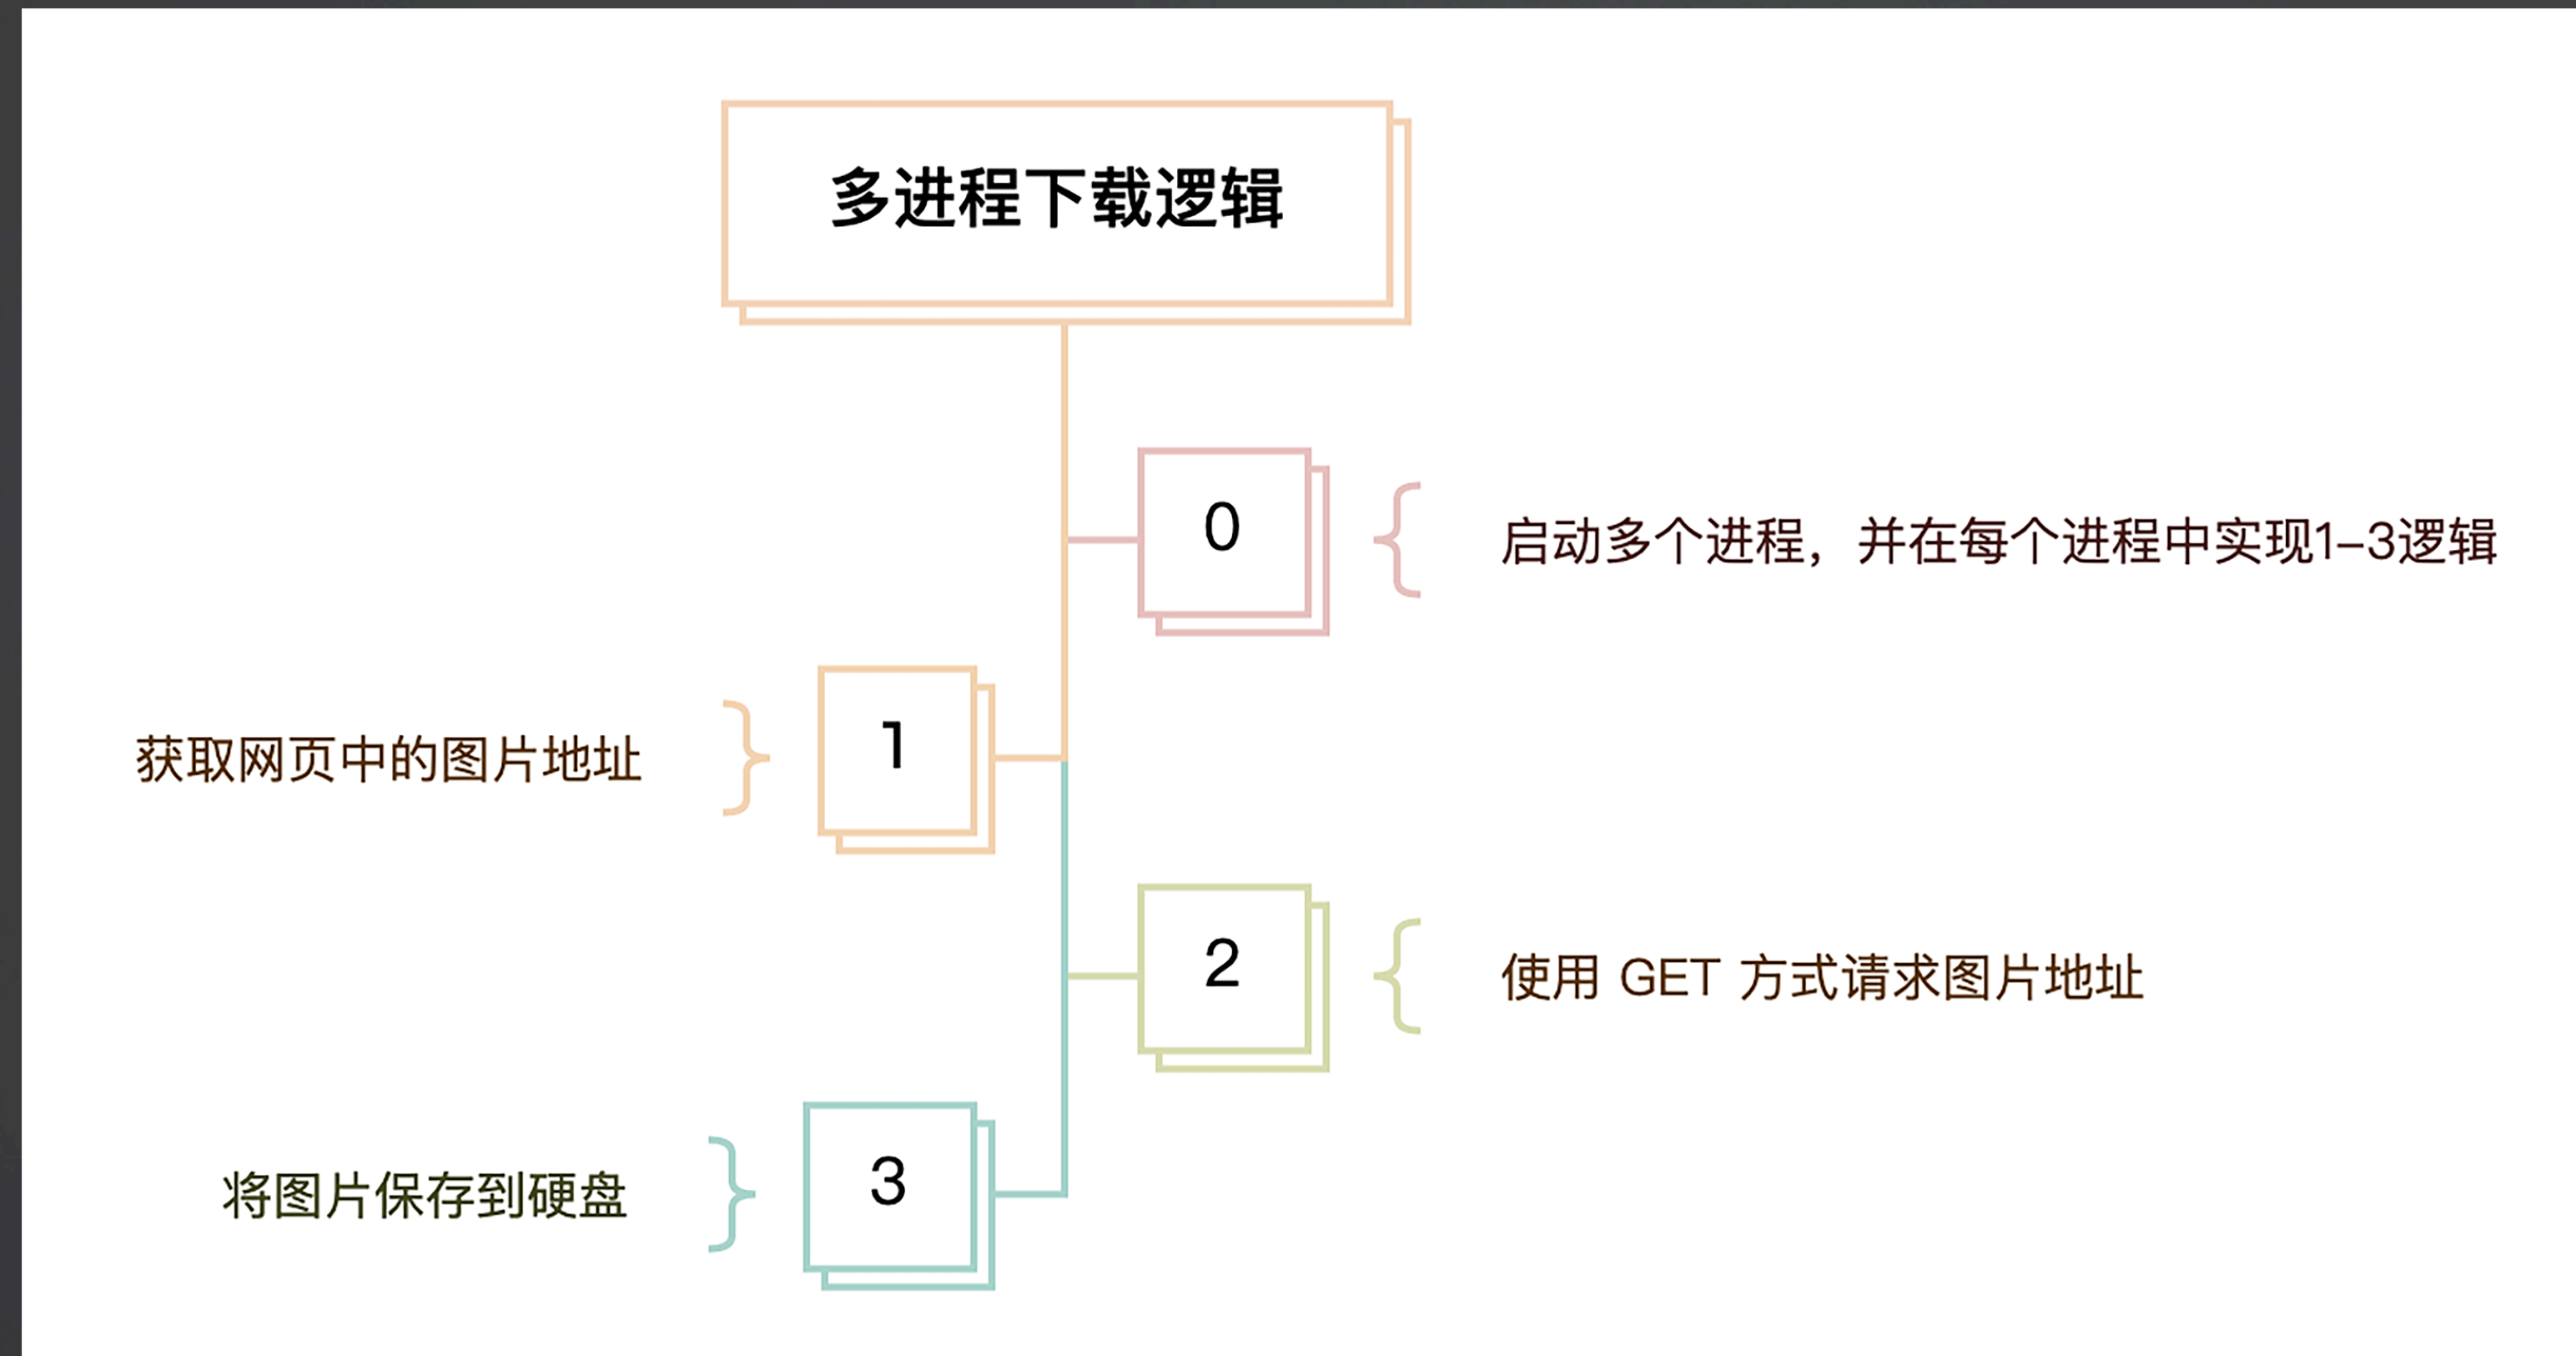 多进程下载逻辑
0
启动多个进程，并在每个进程中实现1-3逻辑
获取网页中的图片地址
1
2
使用 GET 方式请求图片地址
将图片保存到硬盘
3